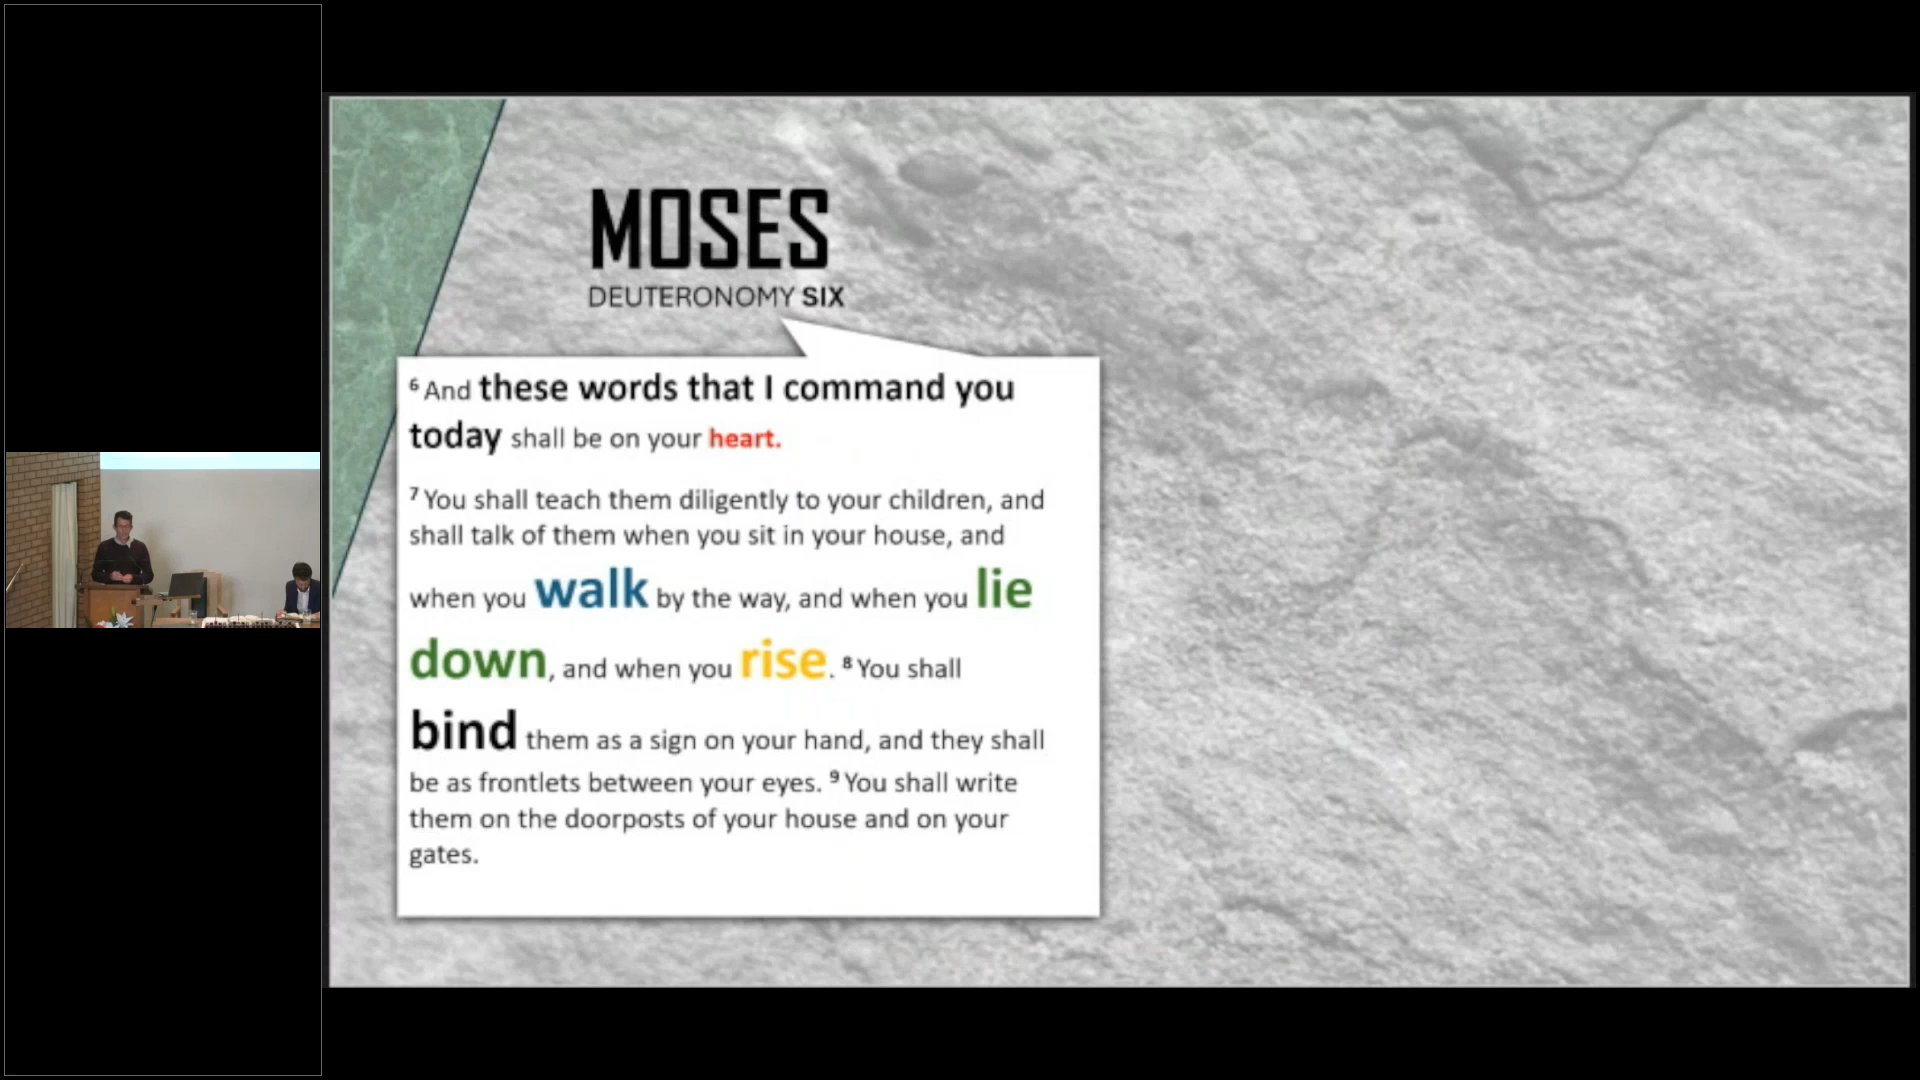 MOSES
DEUTERONOMY SIX
⁶ And these words that I command you
today shall be on your heart.
⁷ You shall teach them diligently to your children, and
shall talk of them when you sit in your house, and
when you walk by the way, and when you lie
down, and when you rise. ⁸ You shall
bind them as a sign on your hand, and they shall
be as frontlets between your eyes. ⁹ You shall write
them on the doorposts of your house and on your
gates.